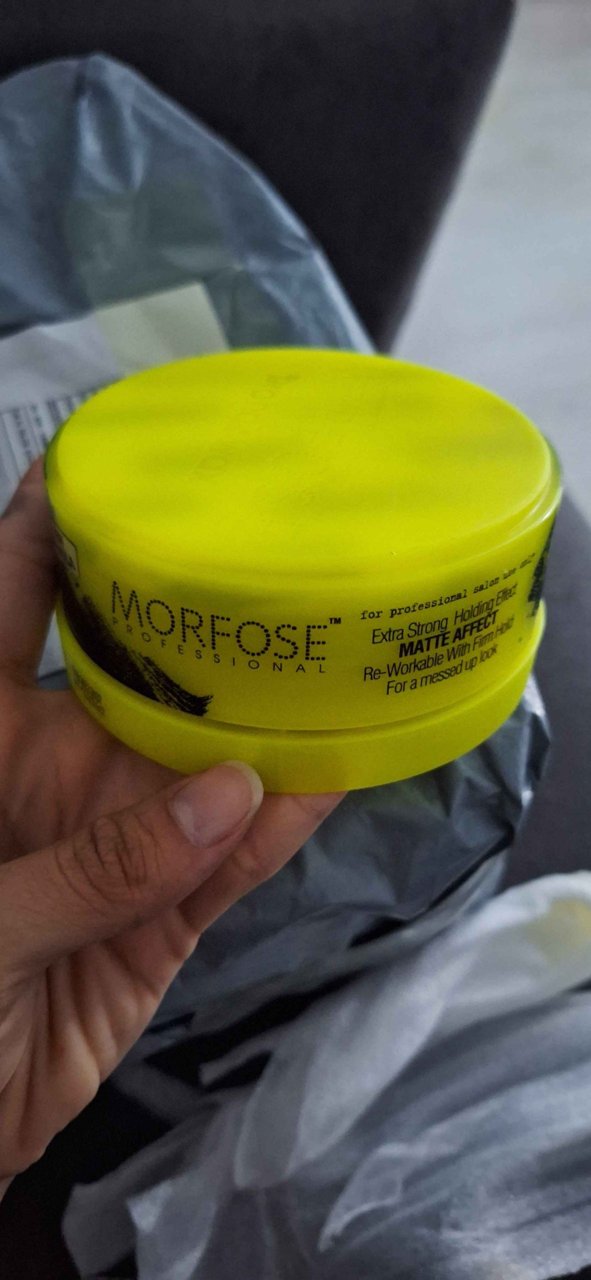 MORFOSE™
PROFESSIONAL
for professional salon use only
Extra Strong Holding Effect
MATTE AFFECT
Re-Workable With Firm Hold
For a messed up look